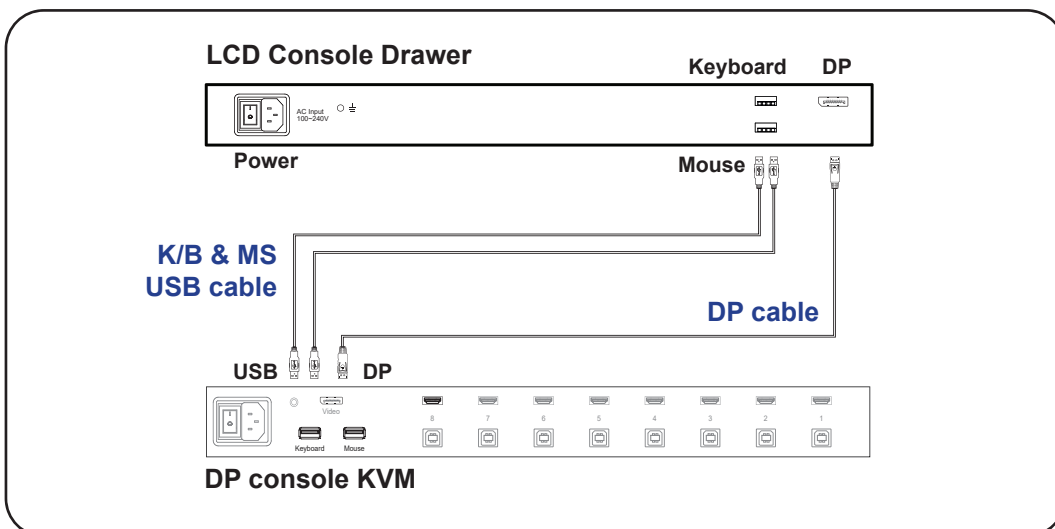 LCD Console Drawer
Keyboard DP
AC Input
100~240V
Power
Mouse
K/B & MS
USB cable
DP cable
USB DP
Video
8 7 6 5 4 3 2 1
Keyboard Mouse
DP console KVM